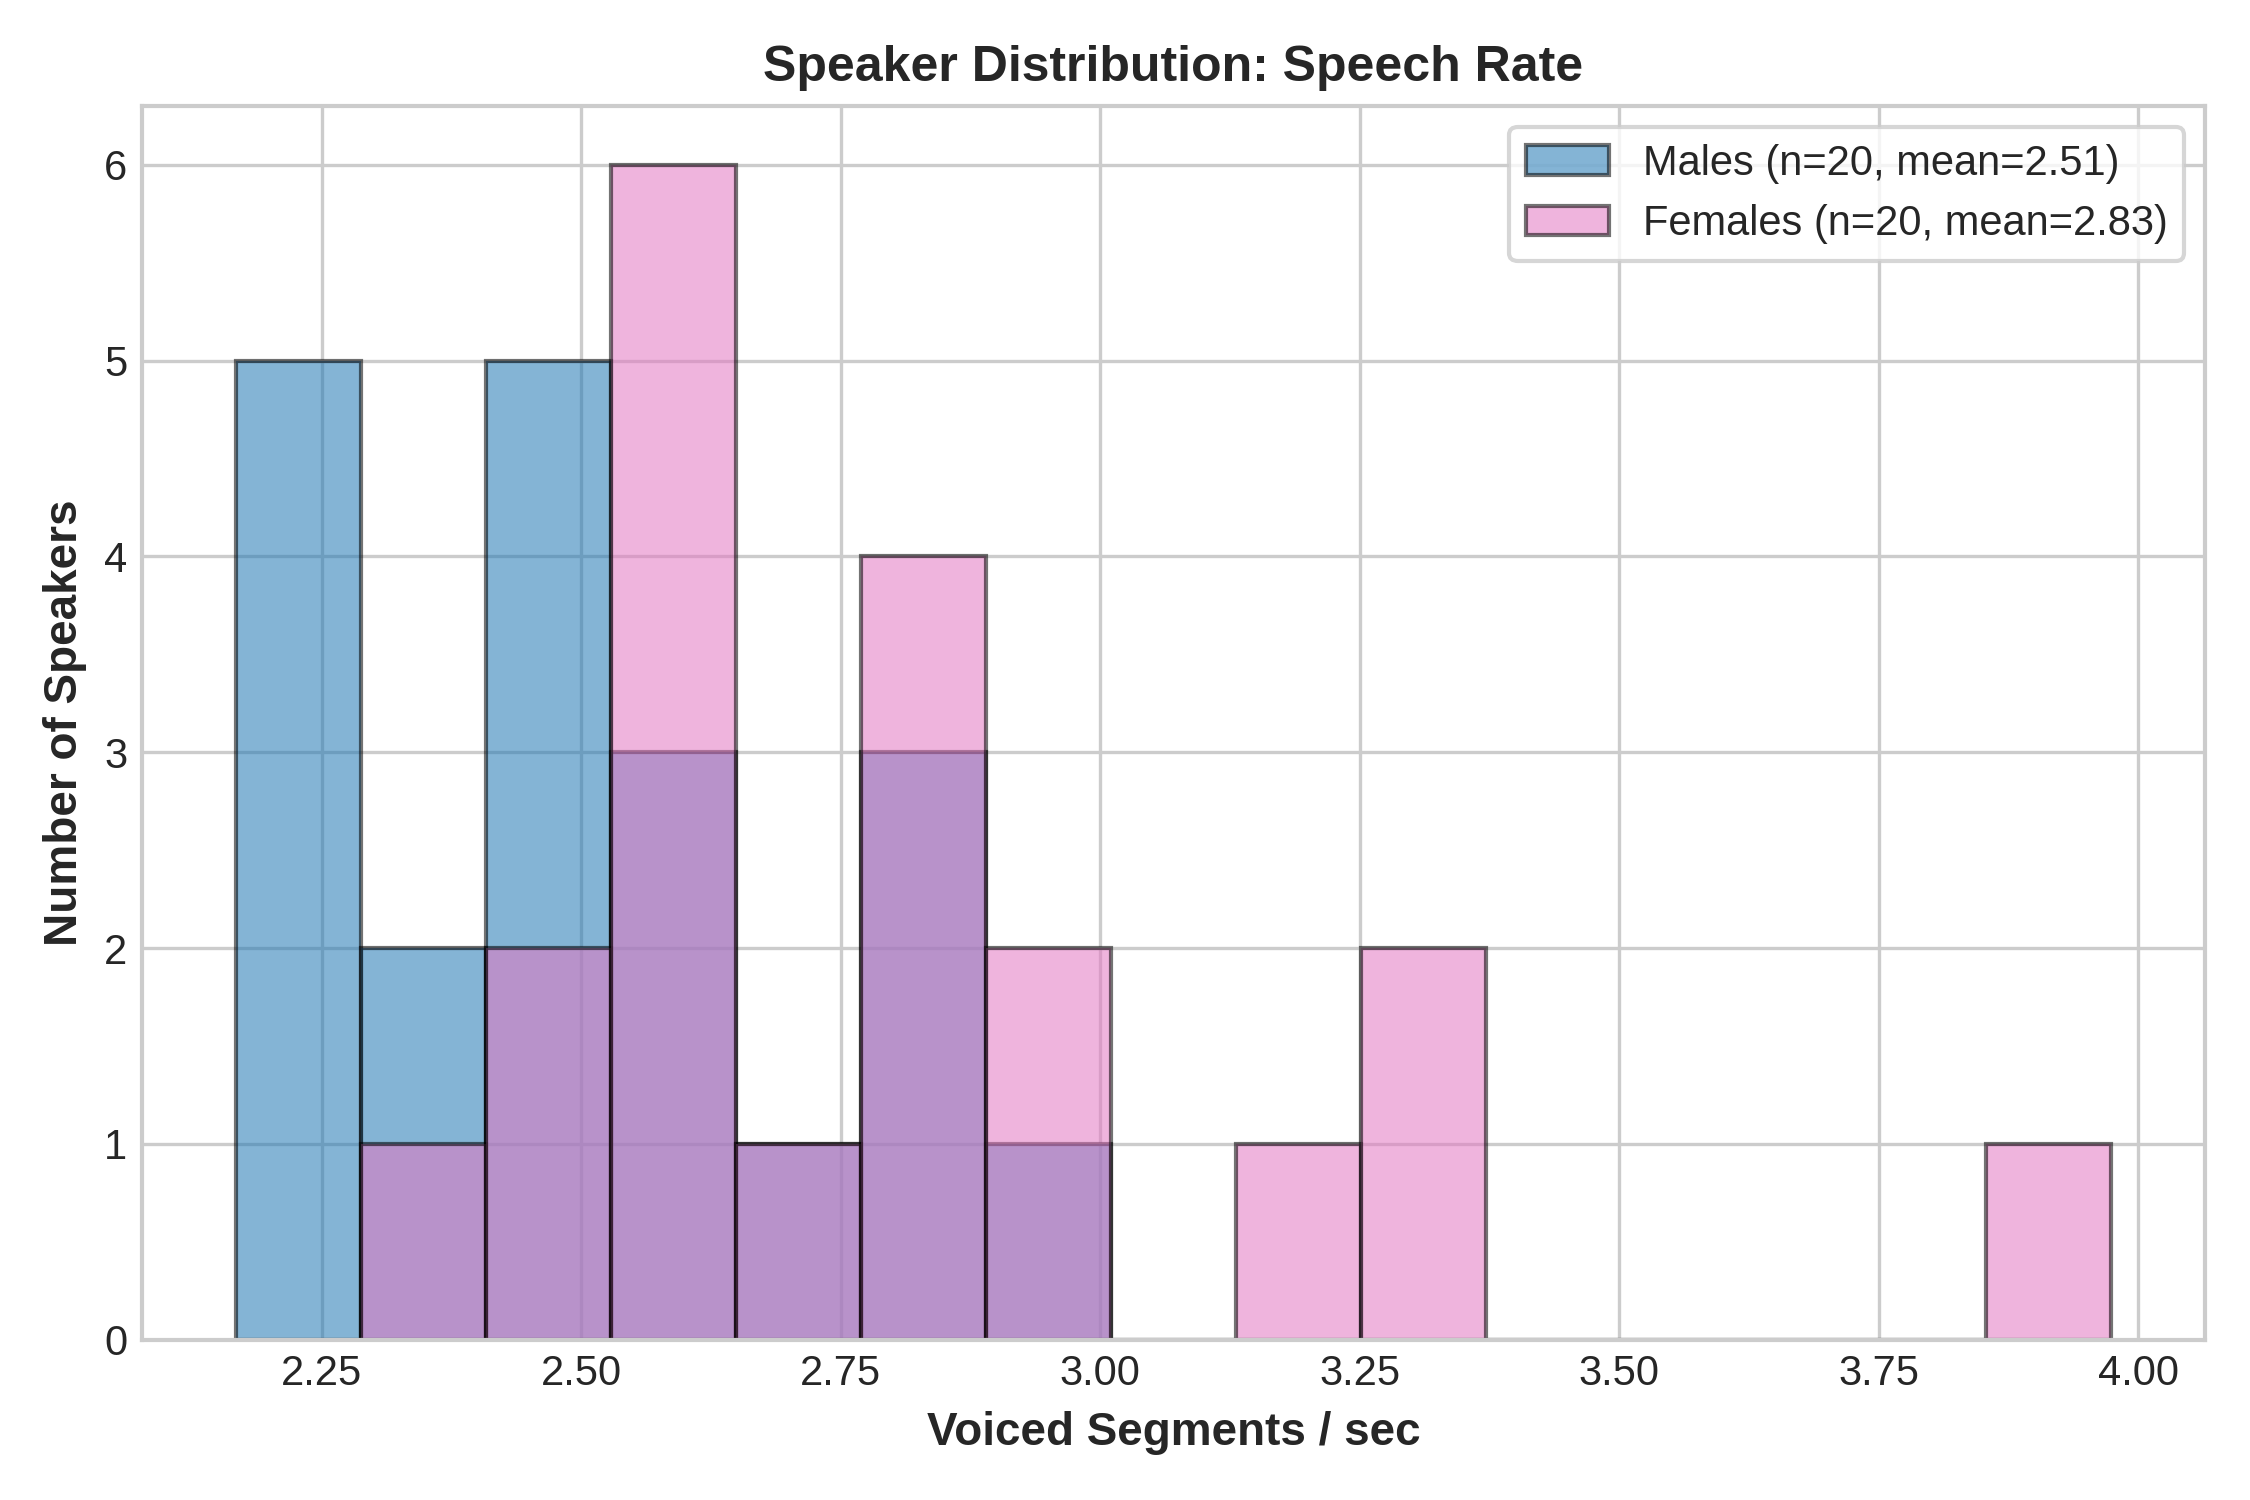 Speaker Distribution: Speech Rate
Males (n=20, mean=2.51)
Females (n=20, mean=2.83)
Number of Speakers
6
5
4
3
2
1
0
2.25 2.50 2.75 3.00 3.25 3.50 3.75 4.00
Voiced Segments / sec